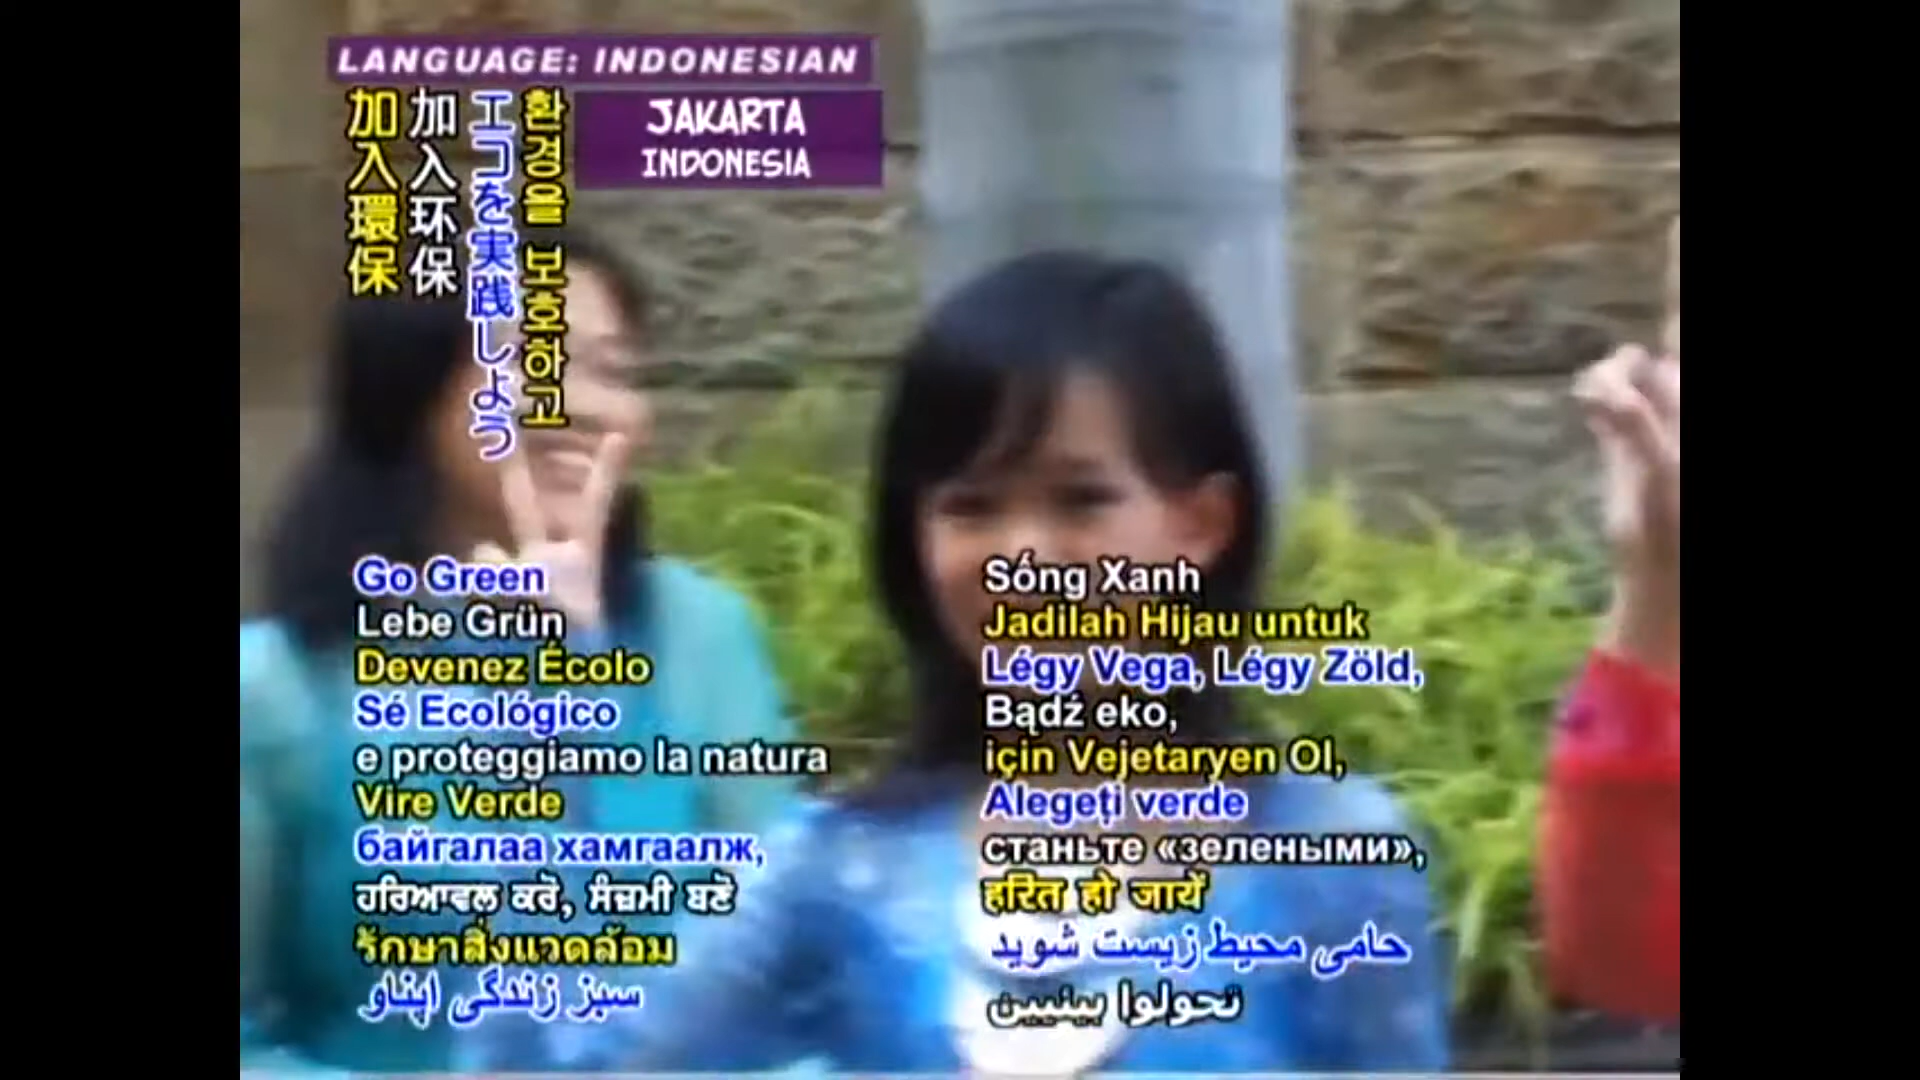 LANGUAGE: INDONESIAN
JAKARTA
INDONESIA
加入環保
加入环保
エコを実践しよう
환경을 보호하고
Go Green
Lebe Grün
Devenez Écolo
Sé Ecológico
e proteggiamo la natura
Vire Verde
байгалаа хамгаалж,
ਹਰਿਆਵਲ ਕਰੋ, ਸੰਜ਼ਮੀ ਬਣੋ
รักษาสิ่งแวดล้อม
سبز زندگی اپناو
Sống Xanh
Jadilah Hijau untuk
Légy Vega, Légy Zöld,
Bądź eko,
için Vejetaryen Ol,
Alegeți verde
станьте «зелеными»,
हरित हो जायें
حامی محیط زیست شوید
تحولوا بيئيين